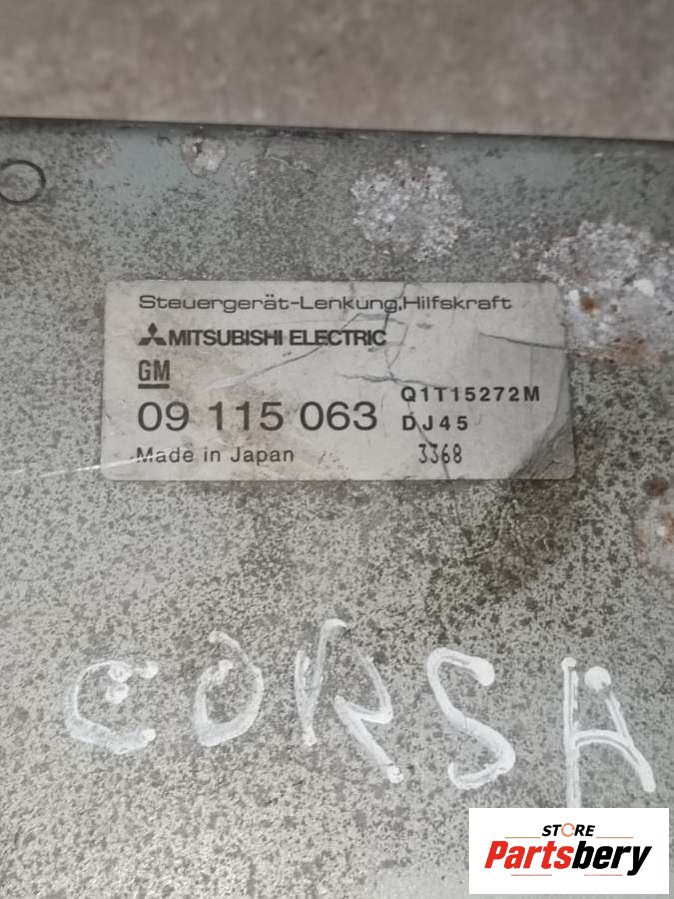 Steuergerät-Lenkung,Hilfskraft
MITSUBISHI ELECTRIC
GM
09 115 063
Q1T15272M
DJ45
Made in Japan
3368
CORSA
STORE
Partsbery